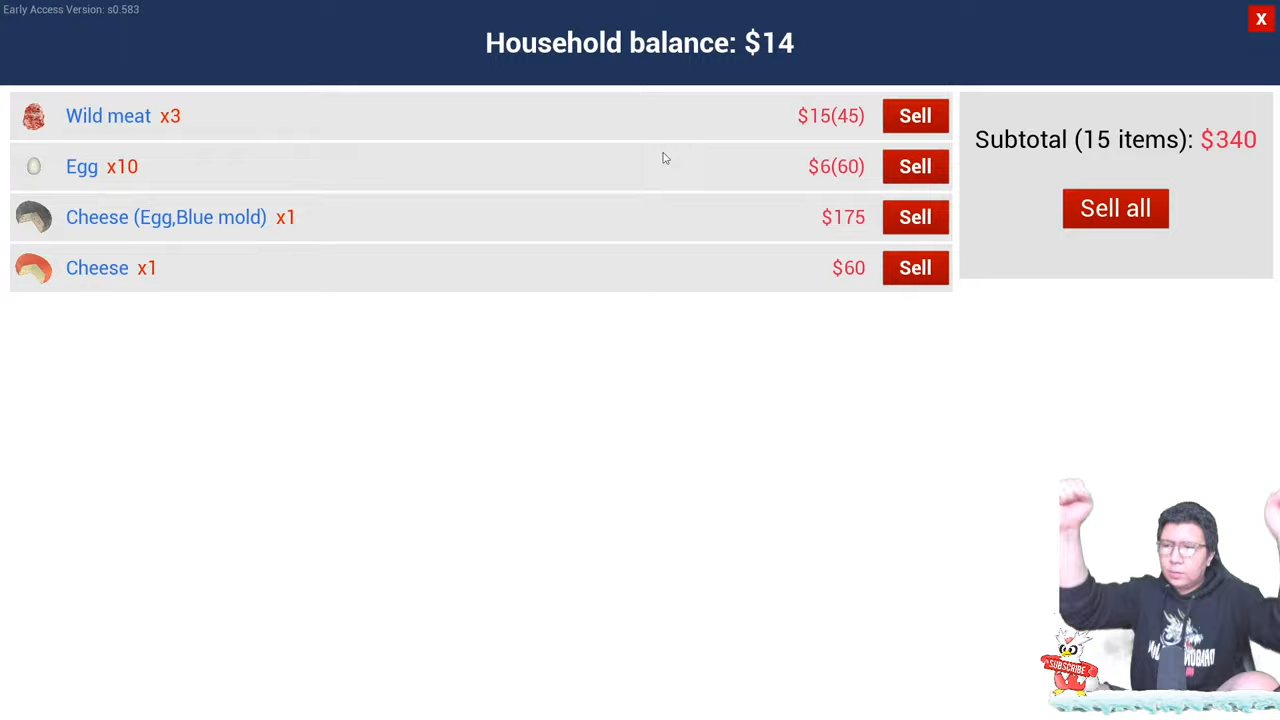 Early Access Version: s0.583
X
Household balance: $14
Wild meat x3 $15(45) Sell
Egg x10 $6(60) Sell
Cheese (Egg,Blue mold) x1 $175 Sell
Cheese x1 $60 Sell
Subtotal (15 items): $340
Sell all
SUBSCRIBE